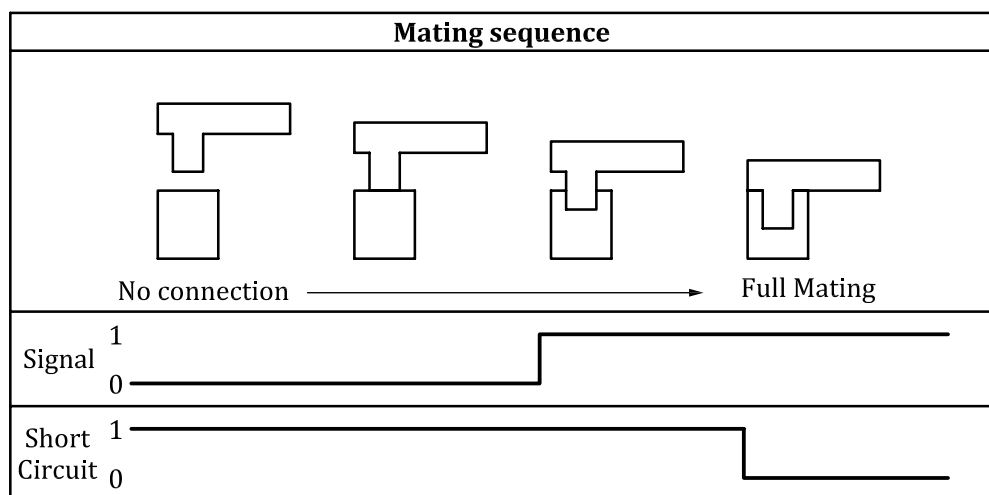 Mating sequence
No connection
Full Mating
Signal
1
0
Short
Circuit
1
0